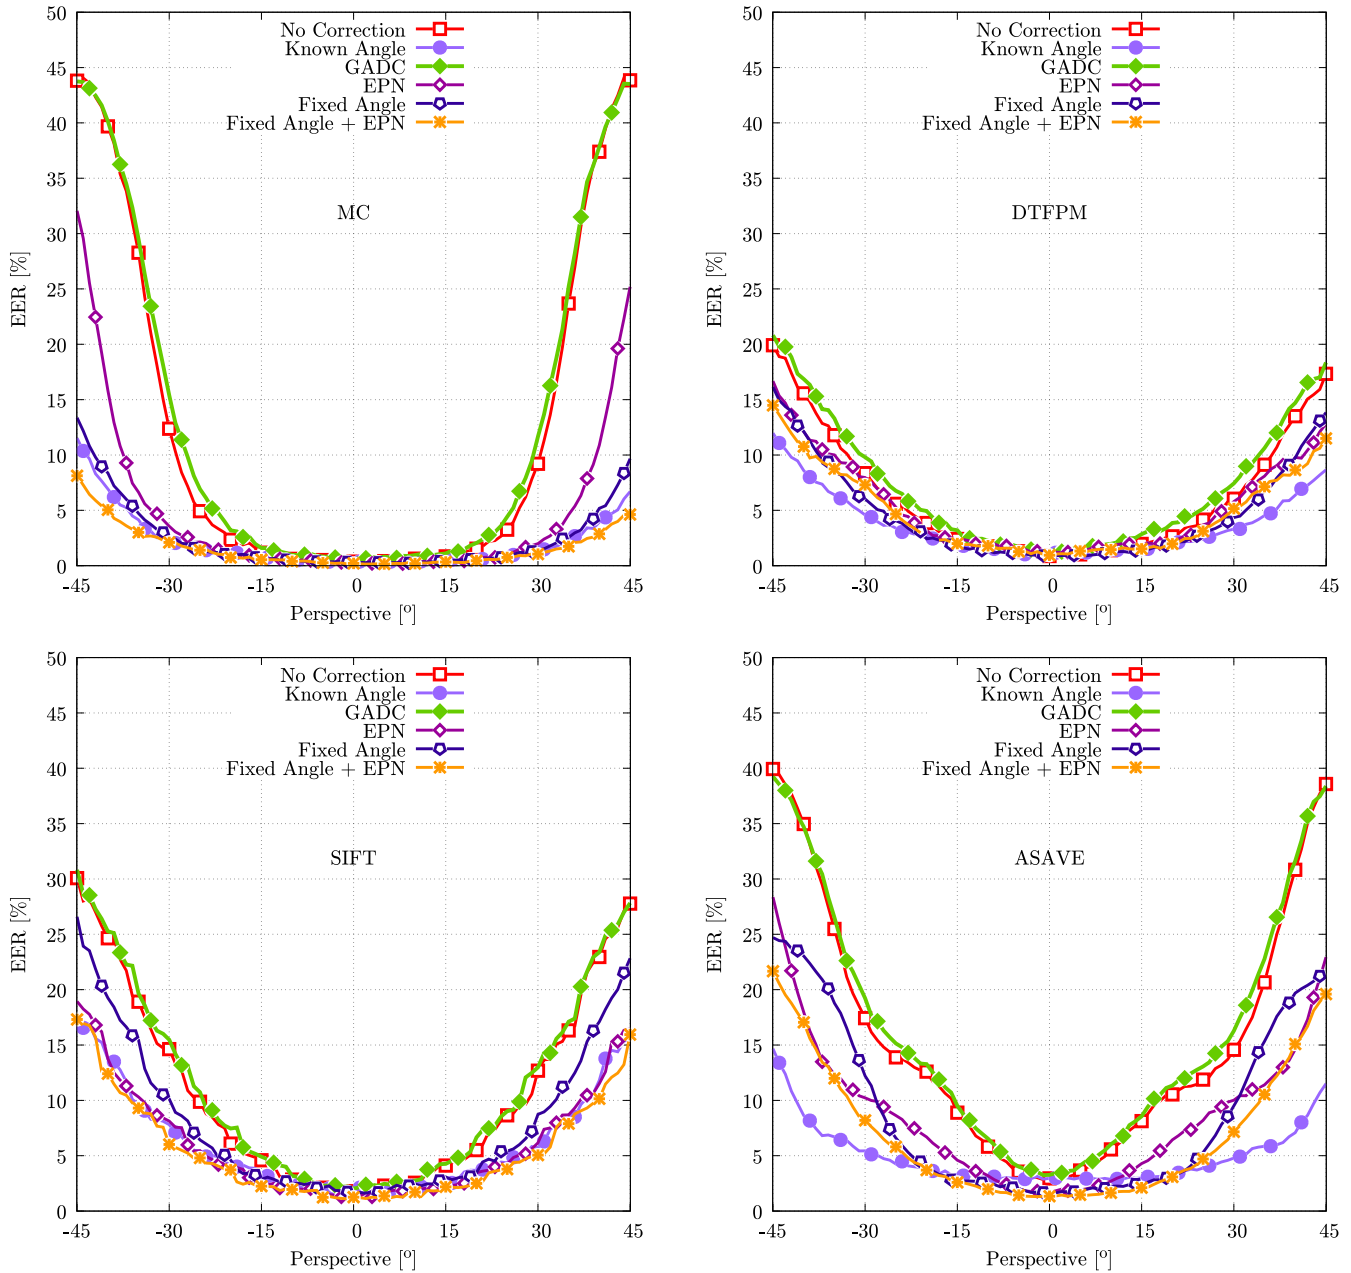 50
45
40
35
30
25
20
15
10
5
0
-45
-30
-15
0
15
30
45
EER [%]
Perspective [º]
No Correction
Known Angle
GADC
EPN
Fixed Angle
Fixed Angle + EPN
MC
50
45
40
35
30
25
20
15
10
5
0
-45
-30
-15
0
15
30
45
EER [%]
Perspective [º]
No Correction
Known Angle
GADC
EPN
Fixed Angle
Fixed Angle + EPN
DTFPM
50
45
40
35
30
25
20
15
10
5
0
-45
-30
-15
0
15
30
45
EER [%]
Perspective [º]
No Correction
Known Angle
GADC
EPN
Fixed Angle
Fixed Angle + EPN
SIFT
50
45
40
35
30
25
20
15
10
5
0
-45
-30
-15
0
15
30
45
EER [%]
Perspective [º]
No Correction
Known Angle
GADC
EPN
Fixed Angle
Fixed Angle + EPN
ASAVE